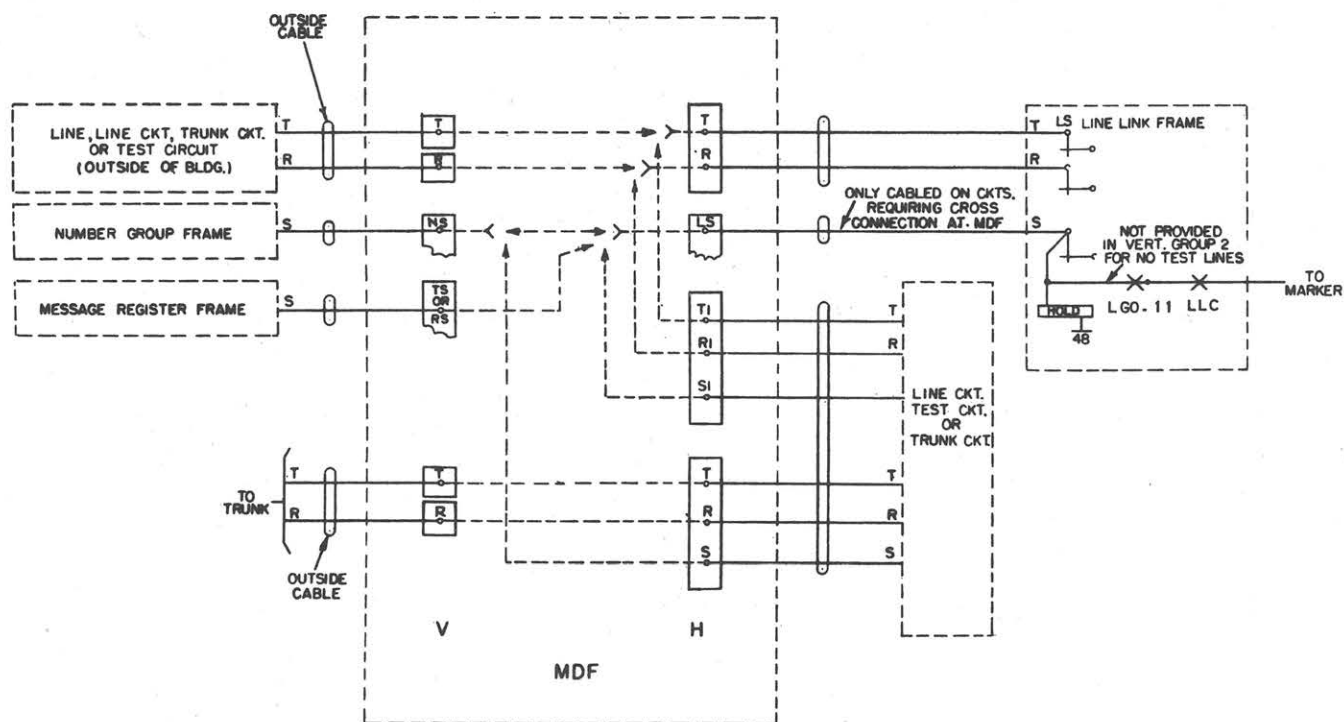 OUTSIDE
CABLE
LINE, LINE CKT, TRUNK CKT.
OR TEST CIRCUIT
(OUTSIDE OF BLDG.)
T
R
T
R
T
R
T
R
LS
LINE LINK FRAME
ONLY CABLED ON CKTS.
REQUIRING CROSS
CONNECTION AT MDF
NUMBER GROUP FRAME
S
NS
LS
S
NOT PROVIDED
IN VERT. GROUP 2
FOR NO TEST LINES
TO
MARKER
LGO.11
LLC
HOLD
48
MESSAGE REGISTER FRAME
S
TS
OR
RS
T1
R1
S1
T
R
LINE CKT.
TEST CKT.
OR
TRUNK CKT.
TO
TRUNK
T
R
T
R
T
R
S
T
R
S
OUTSIDE
CABLE
V
H
MDF